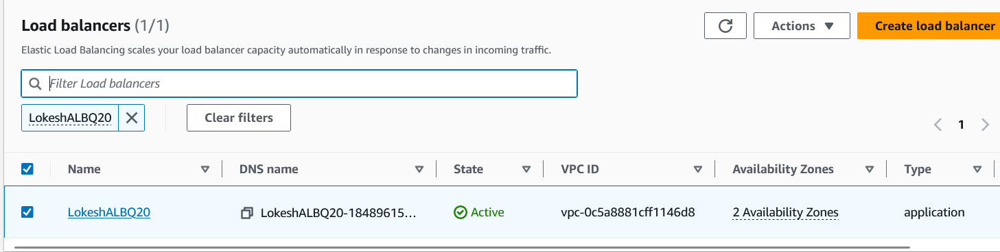 Load balancers (1/1)
Actions
Create load balancer
Elastic Load Balancing scales your load balancer capacity automatically in response to changes in incoming traffic.
Filter Load balancers
LokeshALBQ20
Clear filters
1
Name DNS name State VPC ID Availability Zones Type
LokeshALBQ20 LokeshALBQ20-18489615... Active vpc-0c5a8881cff1146d8 2 Availability Zones application